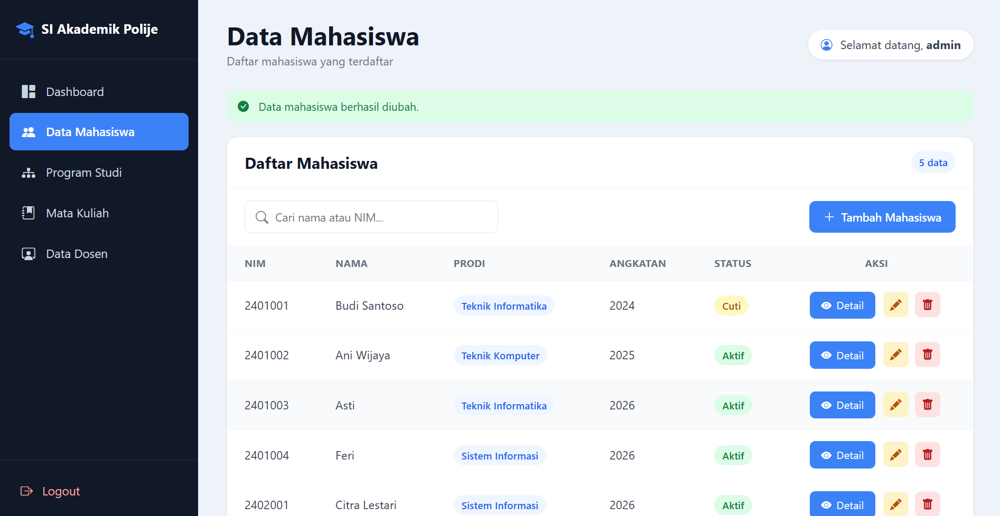 SI Akademik Polije
Dashboard
Data Mahasiswa
Program Studi
Mata Kuliah
Data Dosen
Logout
Data Mahasiswa
Daftar mahasiswa yang terdaftar
Selamat datang, admin
Data mahasiswa berhasil diubah.
Daftar Mahasiswa
5 data
Cari nama atau NIM...
+ Tambah Mahasiswa
NIM NAMA PRODI ANGKATAN STATUS AKSI
2401001 Budi Santoso Teknik Informatika 2024 Cuti Detail
2401002 Ani Wijaya Teknik Komputer 2025 Aktif Detail
2401003 Asti Teknik Informatika 2026 Aktif Detail
2401004 Feri Sistem Informasi 2026 Aktif Detail
2402001 Citra Lestari Sistem Informasi 2026 Aktif Detail